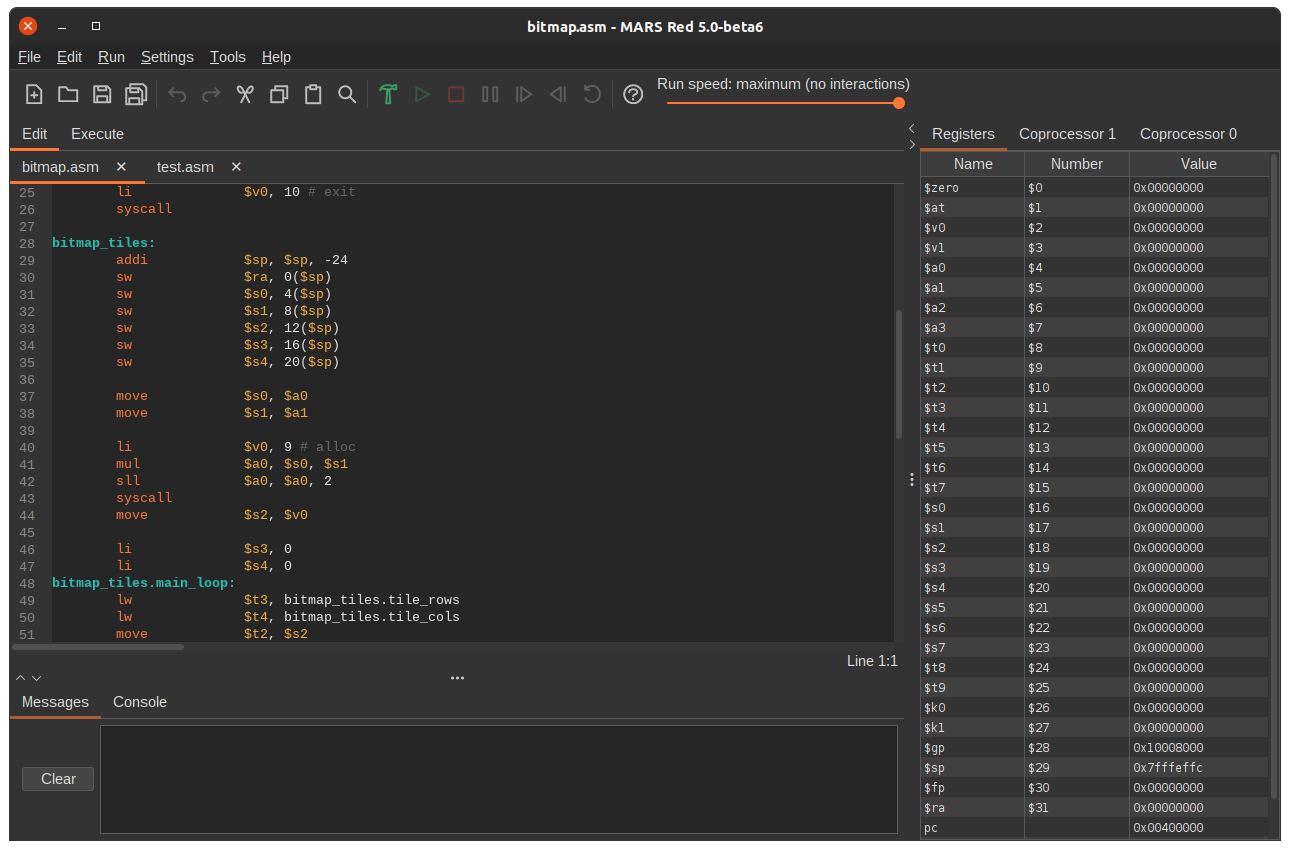 bitmap.asm - MARS Red 5.0-beta6
File Edit Run Settings Tools Help
Run speed: maximum (no interactions)
Edit Execute
bitmap.asm test.asm
25 li $v0, 10 # exit
26 syscall
27
28 bitmap_tiles:
29 addi $sp, $sp, -24
30 sw $ra, 0($sp)
31 sw $s0, 4($sp)
32 sw $s1, 8($sp)
33 sw $s2, 12($sp)
34 sw $s3, 16($sp)
35 sw $s4, 20($sp)
36
37 move $s0, $a0
38 move $s1, $a1
39
40 li $v0, 9 # alloc
41 mul $a0, $s0, $s1
42 sll $a0, $a0, 2
43 syscall
44 move $s2, $v0
45
46 li $s3, 0
47 li $s4, 0
48 bitmap_tiles.main_loop:
49 lw $t3, bitmap_tiles.tile_rows
50 lw $t4, bitmap_tiles.tile_cols
51 move $t2, $s2
Line 1:1
Messages Console
Clear
Registers Coprocessor 1 Coprocessor 0
Name Number Value
$zero $0 0x00000000
$at $1 0x00000000
$v0 $2 0x00000000
$v1 $3 0x00000000
$a0 $4 0x00000000
$a1 $5 0x00000000
$a2 $6 0x00000000
$a3 $7 0x00000000
$t0 $8 0x00000000
$t1 $9 0x00000000
$t2 $10 0x00000000
$t3 $11 0x00000000
$t4 $12 0x00000000
$t5 $13 0x00000000
$t6 $14 0x00000000
$t7 $15 0x00000000
$s0 $16 0x00000000
$s1 $17 0x00000000
$s2 $18 0x00000000
$s3 $19 0x00000000
$s4 $20 0x00000000
$s5 $21 0x00000000
$s6 $22 0x00000000
$s7 $23 0x00000000
$t8 $24 0x00000000
$t9 $25 0x00000000
$k0 $26 0x00000000
$k1 $27 0x00000000
$gp $28 0x10008000
$sp $29 0x7fffeffc
$fp $30 0x00000000
$ra $31 0x00000000
pc 0x00400000